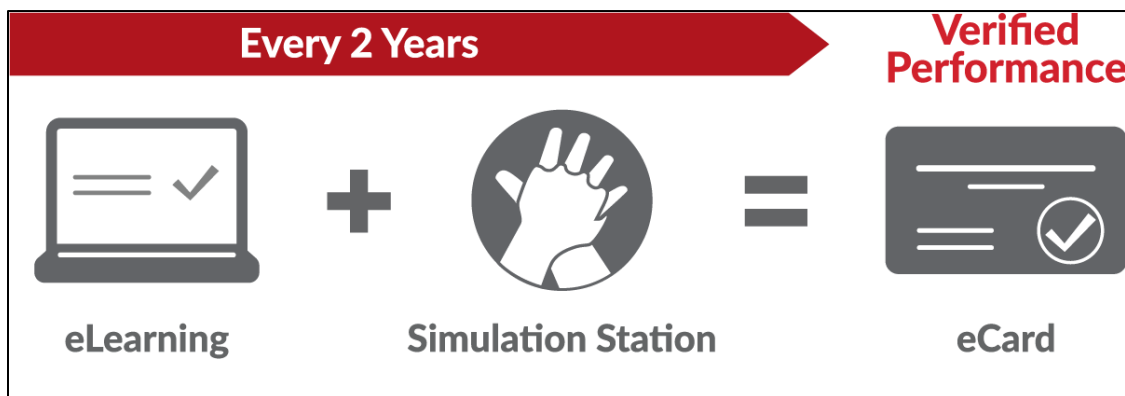 Every 2 Years
Verified
Performance
eLearning
Simulation Station
eCard